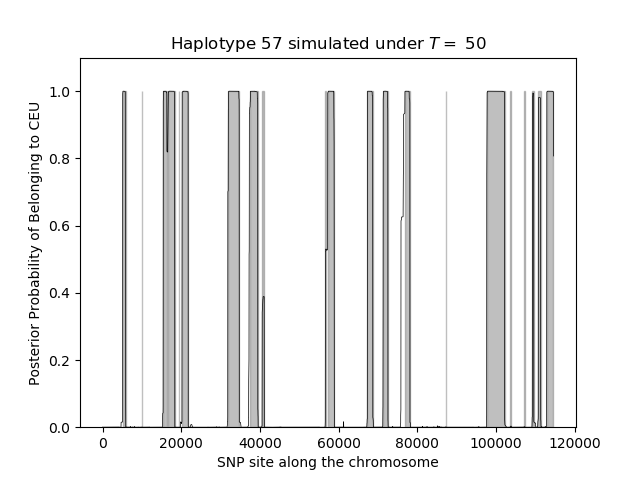 Haplotype 57 simulated under T = 50
Posterior Probability of Belonging to CEU
1.0
0.8
0.6
0.4
0.2
0.0
0 20000 40000 60000 80000 100000 120000
SNP site along the chromosome